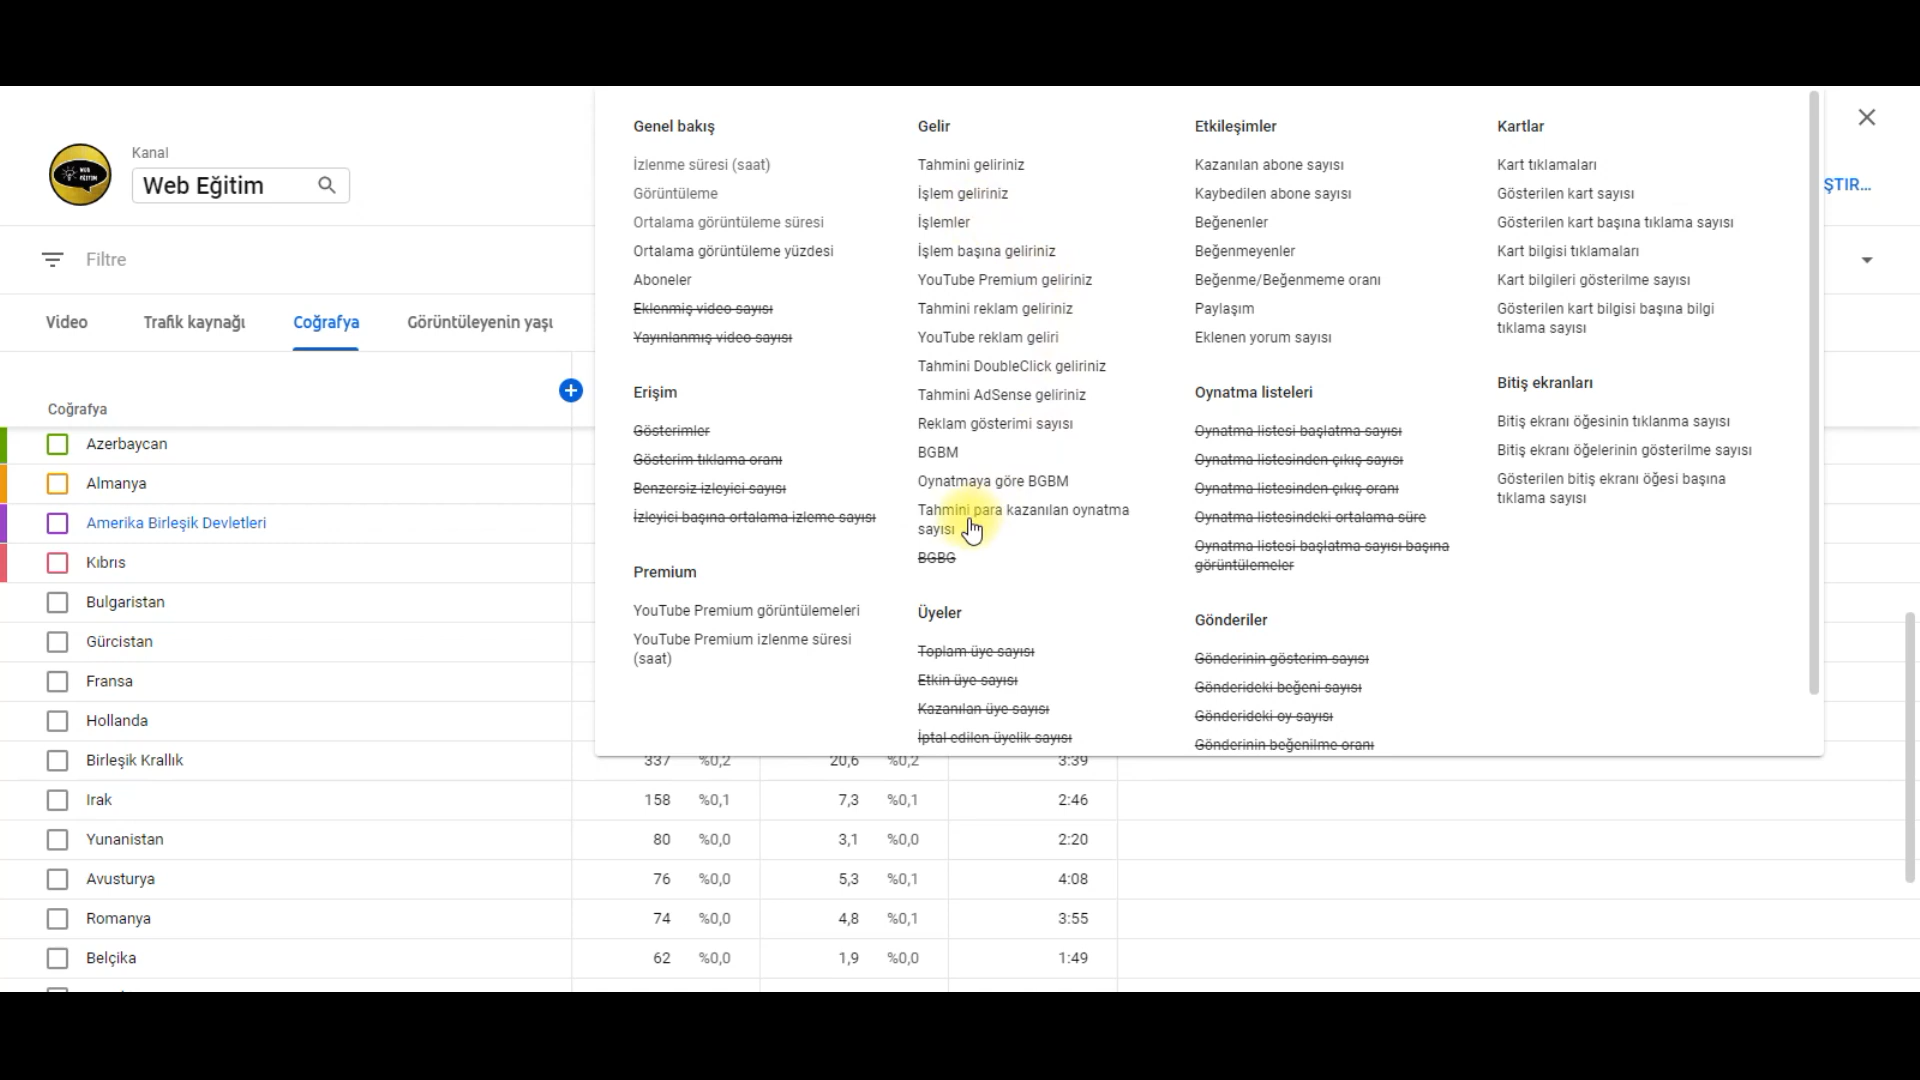 Kanal
Web Eğitim
Filtre
Video Trafik kaynağı Coğrafya Görüntüleyenin yaşı
Coğrafya
Azerbaycan
Almanya
Amerika Birleşik Devletleri
Kıbrıs
Bulgaristan
Gürcistan
Fransa
Hollanda
Birleşik Krallık 337 %0,2 20,6 %0,2 3:39
Irak 158 %0,1 7,3 %0,1 2:46
Yunanistan 80 %0,0 3,1 %0,0 2:20
Avusturya 76 %0,0 5,3 %0,1 4:08
Romanya 74 %0,0 4,8 %0,1 3:55
Belçika 62 %0,0 1,9 %0,0 1:49
Genel bakış
İzlenme süresi (saat)
Görüntüleme
Ortalama görüntüleme süresi
Ortalama görüntüleme yüzdesi
Aboneler
Eklenmiş video sayısı
Yayınlanmış video sayısı
Erişim
Gösterimler
Gösterim tıklama oranı
Benzersiz izleyici sayısı
İzleyici başına ortalama izleme sayısı
Premium
YouTube Premium görüntülemeleri
YouTube Premium izlenme süresi
(saat)
Gelir
Tahmini geliriniz
İşlem geliriniz
İşlemler
İşlem başına geliriniz
YouTube Premium geliriniz
Tahmini reklam geliriniz
YouTube reklam geliri
Tahmini DoubleClick geliriniz
Tahmini AdSense geliriniz
Reklam gösterimi sayısı
BGBM
Oynatmaya göre BGBM
Tahmini para kazanılan oynatma
sayısı
BGBG
Üyeler
Toplam üye sayısı
Etkin üye sayısı
Kazanılan üye sayısı
İptal edilen üyelik sayısı
Etkileşimler
Kazanılan abone sayısı
Kaybedilen abone sayısı
Beğenenler
Beğenmeyenler
Beğenme/Beğenmeme oranı
Paylaşım
Eklenen yorum sayısı
Oynatma listeleri
Oynatma listesi başlatma sayısı
Oynatma listesinden çıkış sayısı
Oynatma listesinden çıkış oranı
Oynatma listesindeki ortalama süre
Oynatma listesi başlatma sayısı başına
görüntülemeler
Gönderiler
Gönderinin gösterim sayısı
Gönderideki beğeni sayısı
Gönderideki oy sayısı
Gönderinin beğenilme oranı
Kartlar
Kart tıklamaları
Gösterilen kart sayısı
Gösterilen kart başına tıklama sayısı
Kart bilgisi tıklamaları
Kart bilgileri gösterilme sayısı
Gösterilen kart bilgisi başına bilgi
tıklama sayısı
Bitiş ekranları
Bitiş ekranı öğesinin tıklanma sayısı
Bitiş ekranı öğelerinin gösterilme sayısı
Gösterilen bitiş ekranı öğesi başına
tıklama sayısı
ŞTIR...